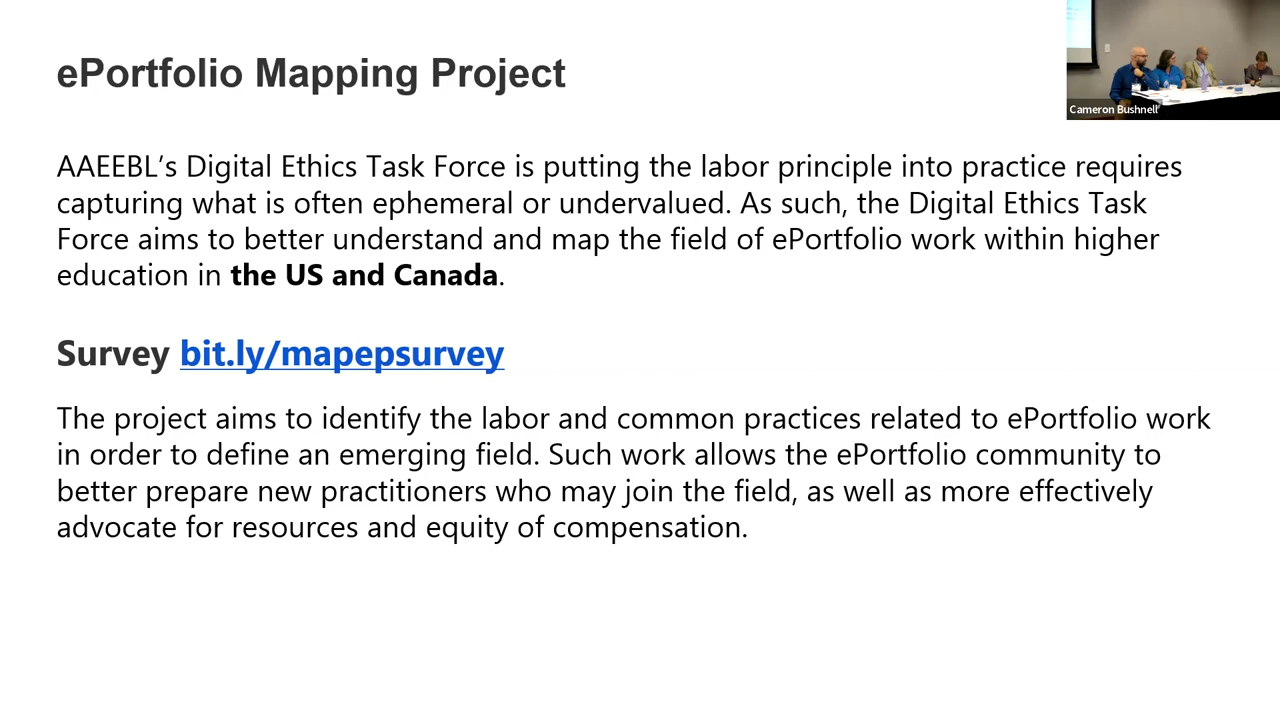 ePortfolio Mapping Project
Cameron Bushnell
AAEEBL’s Digital Ethics Task Force is putting the labor principle into practice requires
capturing what is often ephemeral or undervalued. As such, the Digital Ethics Task
Force aims to better understand and map the field of ePortfolio work within higher
education in the US and Canada.
Survey bit.ly/mapepsurvey
The project aims to identify the labor and common practices related to ePortfolio work
in order to define an emerging field. Such work allows the ePortfolio community to
better prepare new practitioners who may join the field, as well as more effectively
advocate for resources and equity of compensation.